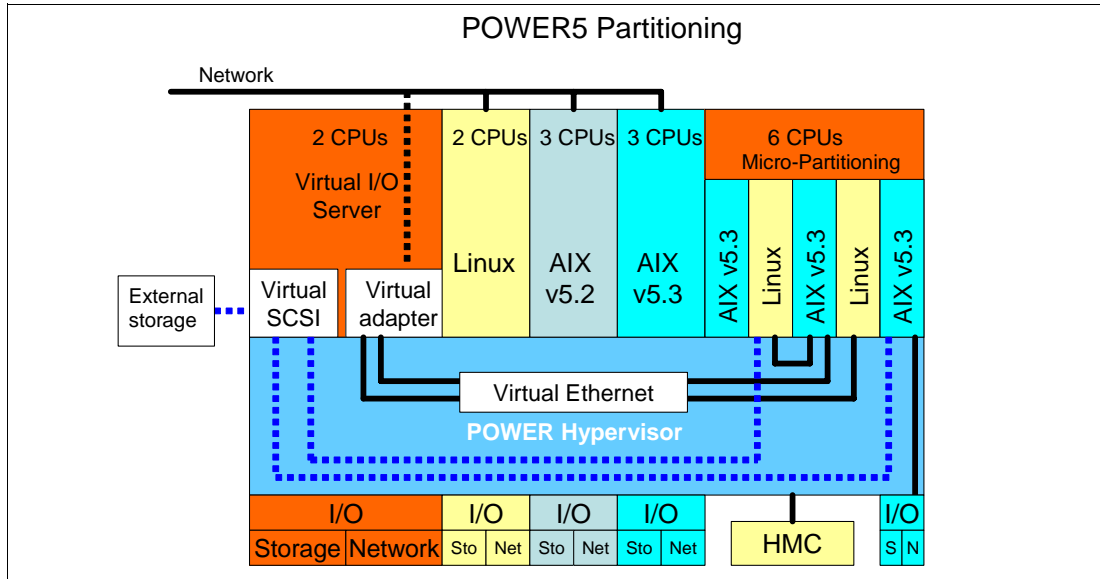 POWER5 Partitioning
Network
2 CPUs
2 CPUs
3 CPUs
3 CPUs
6 CPUs
Micro-Partitioning
Virtual I/O
Server
Linux
AIX
v5.2
AIX
v5.3
AIX v5.3
Linux
AIX v5.3
Linux
AIX v5.3
External
storage
Virtual
SCSI
Virtual
adapter
Virtual Ethernet
POWER Hypervisor
I/O
Storage
Network
I/O
Sto
Net
I/O
Sto
Net
I/O
Sto
Net
HMC
I/O
S
N